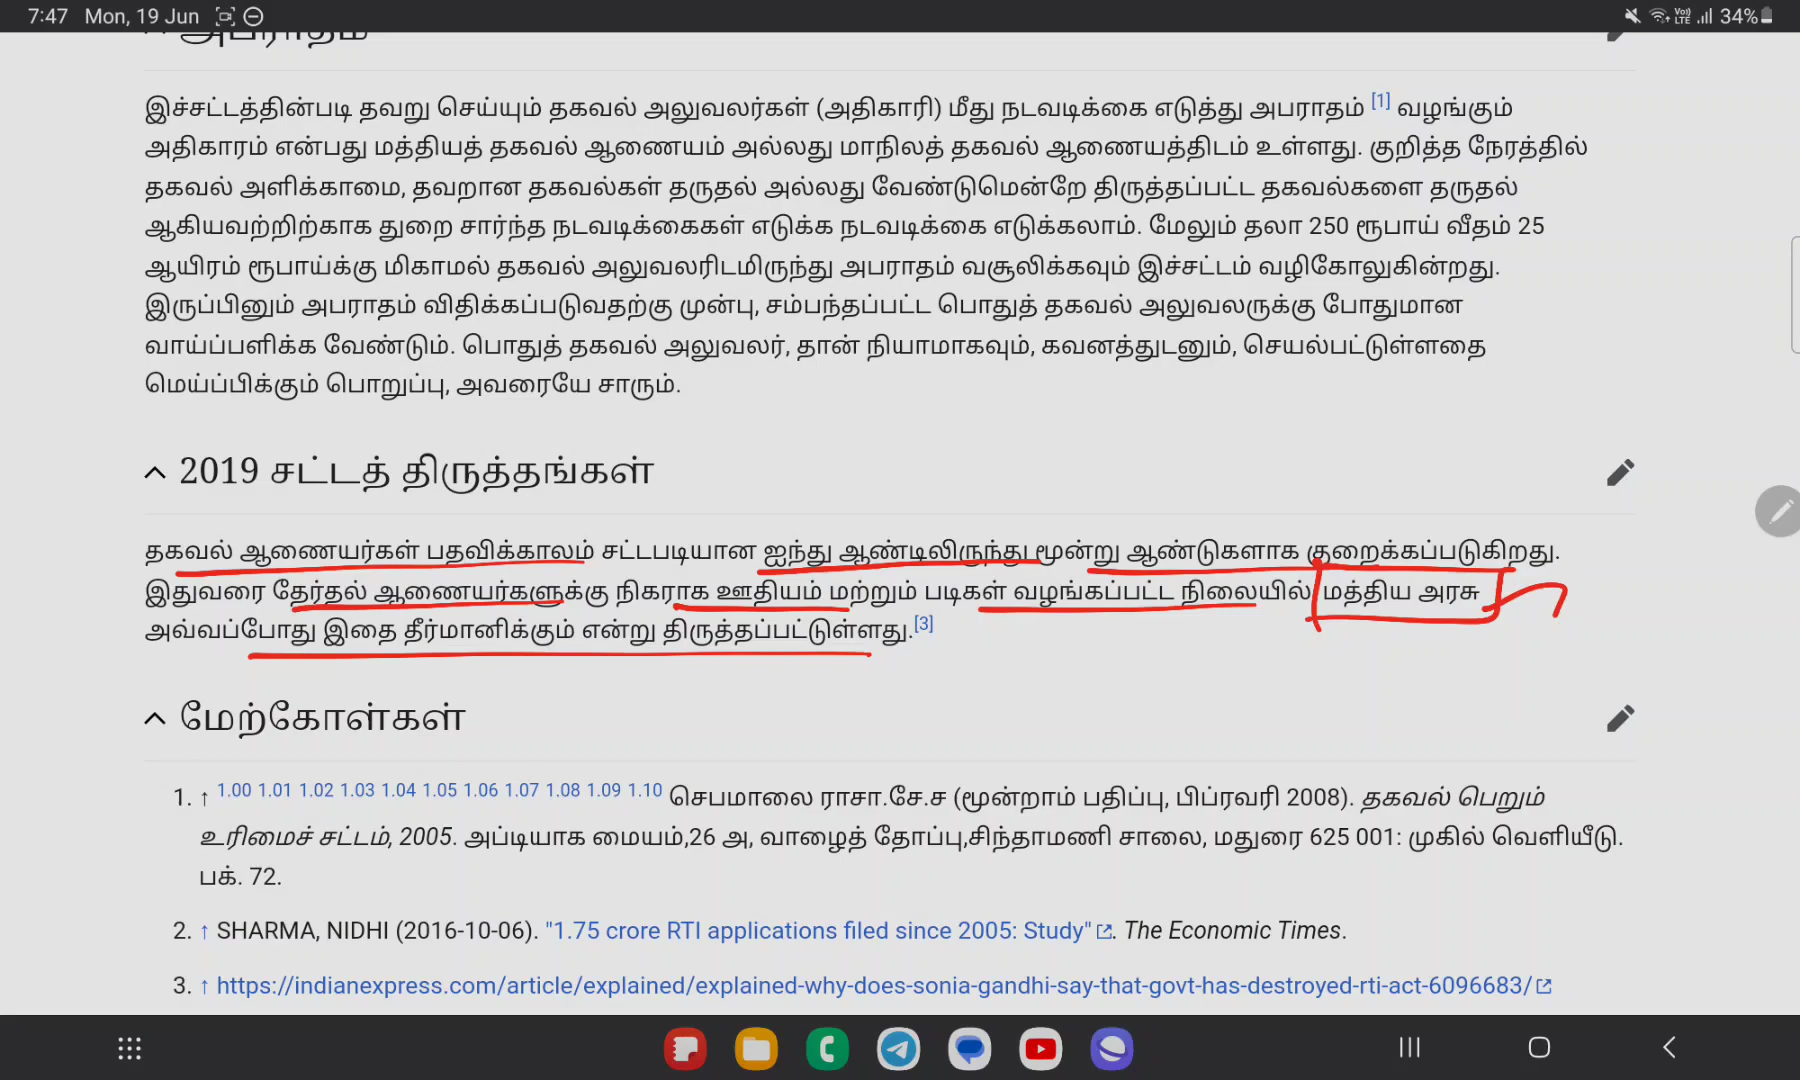 7:47 Mon, 19 Jun
34%
அபராதம்
இச்சட்டத்தின்படி தவறு செய்யும் தகவல் அலுவலர்கள் (அதிகாரி) மீது நடவடிக்கை எடுத்து அபராதம் [1] வழங்கும்
அதிகாரம் என்பது மத்தியத் தகவல் ஆணையம் அல்லது மாநிலத் தகவல் ஆணையத்திடம் உள்ளது. குறித்த நேரத்தில்
தகவல் அளிக்காமை, தவறான தகவல்கள் தருதல் அல்லது வேண்டுமென்றே திருத்தப்பட்ட தகவல்களை தருதல்
ஆகியவற்றிற்காக துறை சார்ந்த நடவடிக்கைகள் எடுக்க நடவடிக்கை எடுக்கலாம். மேலும் தலா 250 ரூபாய் வீதம் 25
ஆயிரம் ரூபாய்க்கு மிகாமல் தகவல் அலுவலரிடமிருந்து அபராதம் வசூலிக்கவும் இச்சட்டம் வழிகோலுகின்றது.
இருப்பினும் அபராதம் விதிக்கப்படுவதற்கு முன்பு, சம்பந்தப்பட்ட பொதுத் தகவல் அலுவலருக்கு போதுமான
வாய்ப்பளிக்க வேண்டும். பொதுத் தகவல் அலுவலர், தான் நியாமாகவும், கவனத்துடனும், செயல்பட்டுள்ளதை
மெய்ப்பிக்கும் பொறுப்பு, அவரையே சாரும்.
2019 சட்டத் திருத்தங்கள்
தகவல் ஆணையர்கள் பதவிக்காலம் சட்டபடியான ஐந்து ஆண்டிலிருந்து மூன்று ஆண்டுகளாக குறைக்கப்படுகிறது.
இதுவரை தேர்தல் ஆணையர்களுக்கு நிகராக ஊதியம் மற்றும் படிகள் வழங்கப்பட்ட நிலையில் மத்திய அரசு
அவ்வப்போது இதை தீர்மானிக்கும் என்று திருத்தப்பட்டுள்ளது.[3]
மேற்கோள்கள்
1. ↑ 1.00 1.01 1.02 1.03 1.04 1.05 1.06 1.07 1.08 1.09 1.10 செபமாலை ராசா.சே.ச (மூன்றாம் பதிப்பு, பிப்ரவரி 2008). தகவல் பெறும்
உரிமைச் சட்டம், 2005. அப்டியாக மையம்,26 அ, வாழைத் தோப்பு,சிந்தாமணி சாலை, மதுரை 625 001: முகில் வெளியீடு.
பக். 72.
2. ↑ SHARMA, NIDHI (2016-10-06). "1.75 crore RTI applications filed since 2005: Study". The Economic Times.
3. ↑ https://indianexpress.com/article/explained/explained-why-does-sonia-gandhi-say-that-govt-has-destroyed-rti-act-6096683/